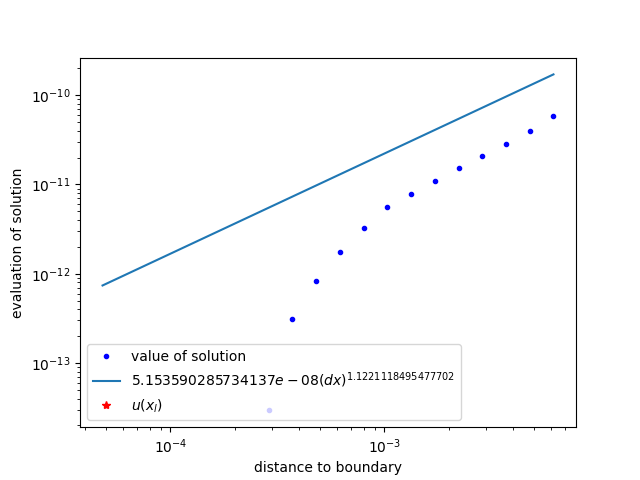 10⁻¹⁰
10⁻¹¹
10⁻¹²
10⁻¹³
evaluation of solution
value of solution
5.153590285734137e − 08(dx)^1.1221118495477702
u(x_l)
10⁻⁴ 10⁻³
distance to boundary